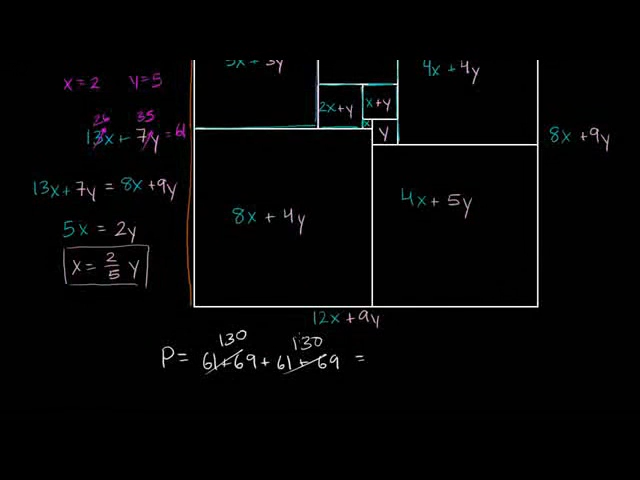 5x + 3y
4x + 4y
x = 2 y = 5
2x + y
x + y
26 35
13x + 7y = 61
x
y
8x + 9y
13x + 7y = 8x + 9y
4x + 5y
8x + 4y
5x = 2y
x = 2/5 y
12x + 9y
130 130
P = 61 + 69 + 61 + 69 =